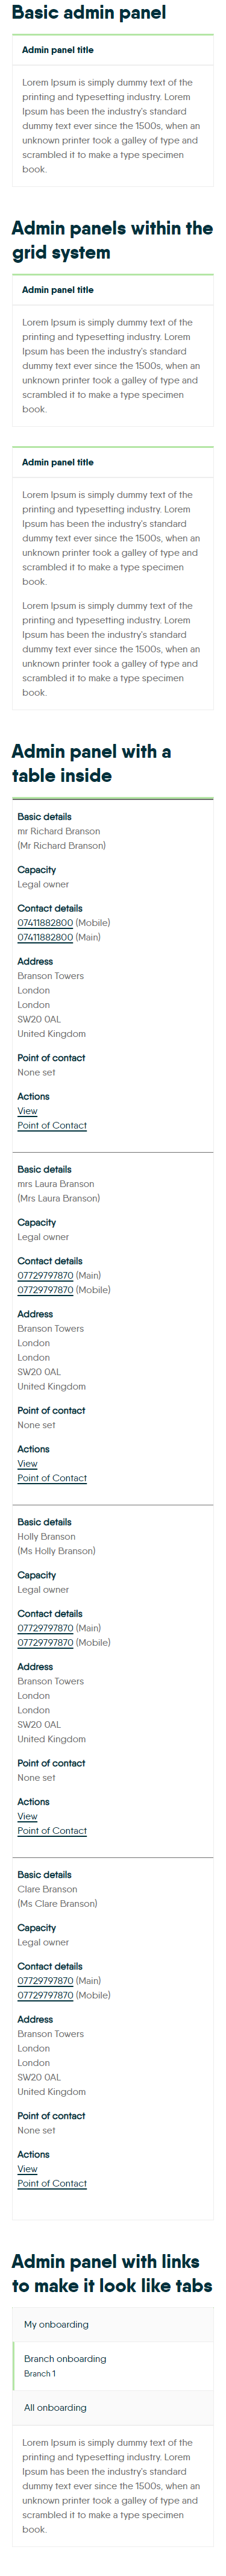 Basic admin panel
Admin panel title
Lorem Ipsum is simply dummy text of the
printing and typesetting industry. Lorem
Ipsum has been the industry's standard
dummy text ever since the 1500s, when an
unknown printer took a galley of type and
scrambled it to make a type specimen
book.
Admin panels within the
grid system
Admin panel title
Lorem Ipsum is simply dummy text of the
printing and typesetting industry. Lorem
Ipsum has been the industry's standard
dummy text ever since the 1500s, when an
unknown printer took a galley of type and
scrambled it to make a type specimen
book.
Admin panel title
Lorem Ipsum is simply dummy text of the
printing and typesetting industry. Lorem
Ipsum has been the industry's standard
dummy text ever since the 1500s, when an
unknown printer took a galley of type and
scrambled it to make a type specimen
book.
Lorem Ipsum is simply dummy text of the
printing and typesetting industry. Lorem
Ipsum has been the industry's standard
dummy text ever since the 1500s, when an
unknown printer took a galley of type and
scrambled it to make a type specimen
book.
Admin panel with a
table inside
Basic details
mr Richard Branson
(Mr Richard Branson)
Capacity
Legal owner
Contact details
07411882800 (Mobile)
07411882800 (Main)
Address
Branson Towers
London
London
SW20 0AL
United Kingdom
Point of contact
None set
Actions
View
Point of Contact
Basic details
mrs Laura Branson
(Mrs Laura Branson)
Capacity
Legal owner
Contact details
07729797870 (Main)
07729797870 (Mobile)
Address
Branson Towers
London
London
SW20 0AL
United Kingdom
Point of contact
None set
Actions
View
Point of Contact
Basic details
Holly Branson
(Ms Holly Branson)
Capacity
Legal owner
Contact details
07729797870 (Main)
07729797870 (Mobile)
Address
Branson Towers
London
London
SW20 0AL
United Kingdom
Point of contact
None set
Actions
View
Point of Contact
Basic details
Clare Branson
(Ms Clare Branson)
Capacity
Legal owner
Contact details
07729797870 (Main)
07729797870 (Mobile)
Address
Branson Towers
London
London
SW20 0AL
United Kingdom
Point of contact
None set
Actions
View
Point of Contact
Admin panel with links
to make it look like tabs
My onboarding
Branch onboarding
Branch 1
All onboarding
Lorem Ipsum is simply dummy text of the
printing and typesetting industry. Lorem
Ipsum has been the industry's standard
dummy text ever since the 1500s, when an
unknown printer took a galley of type and
scrambled it to make a type specimen
book.